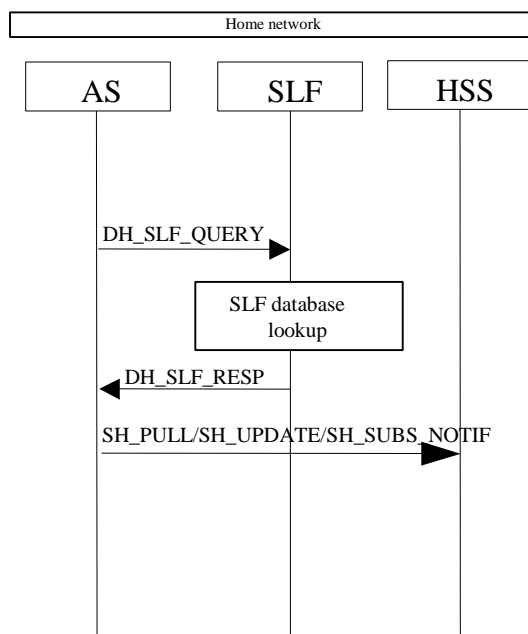 Home network
AS
SLF
HSS
DH_SLF_QUERY
SLF database
lookup
DH_SLF_RESP
SH_PULL/SH_UPDATE/SH_SUBS_NOTIF